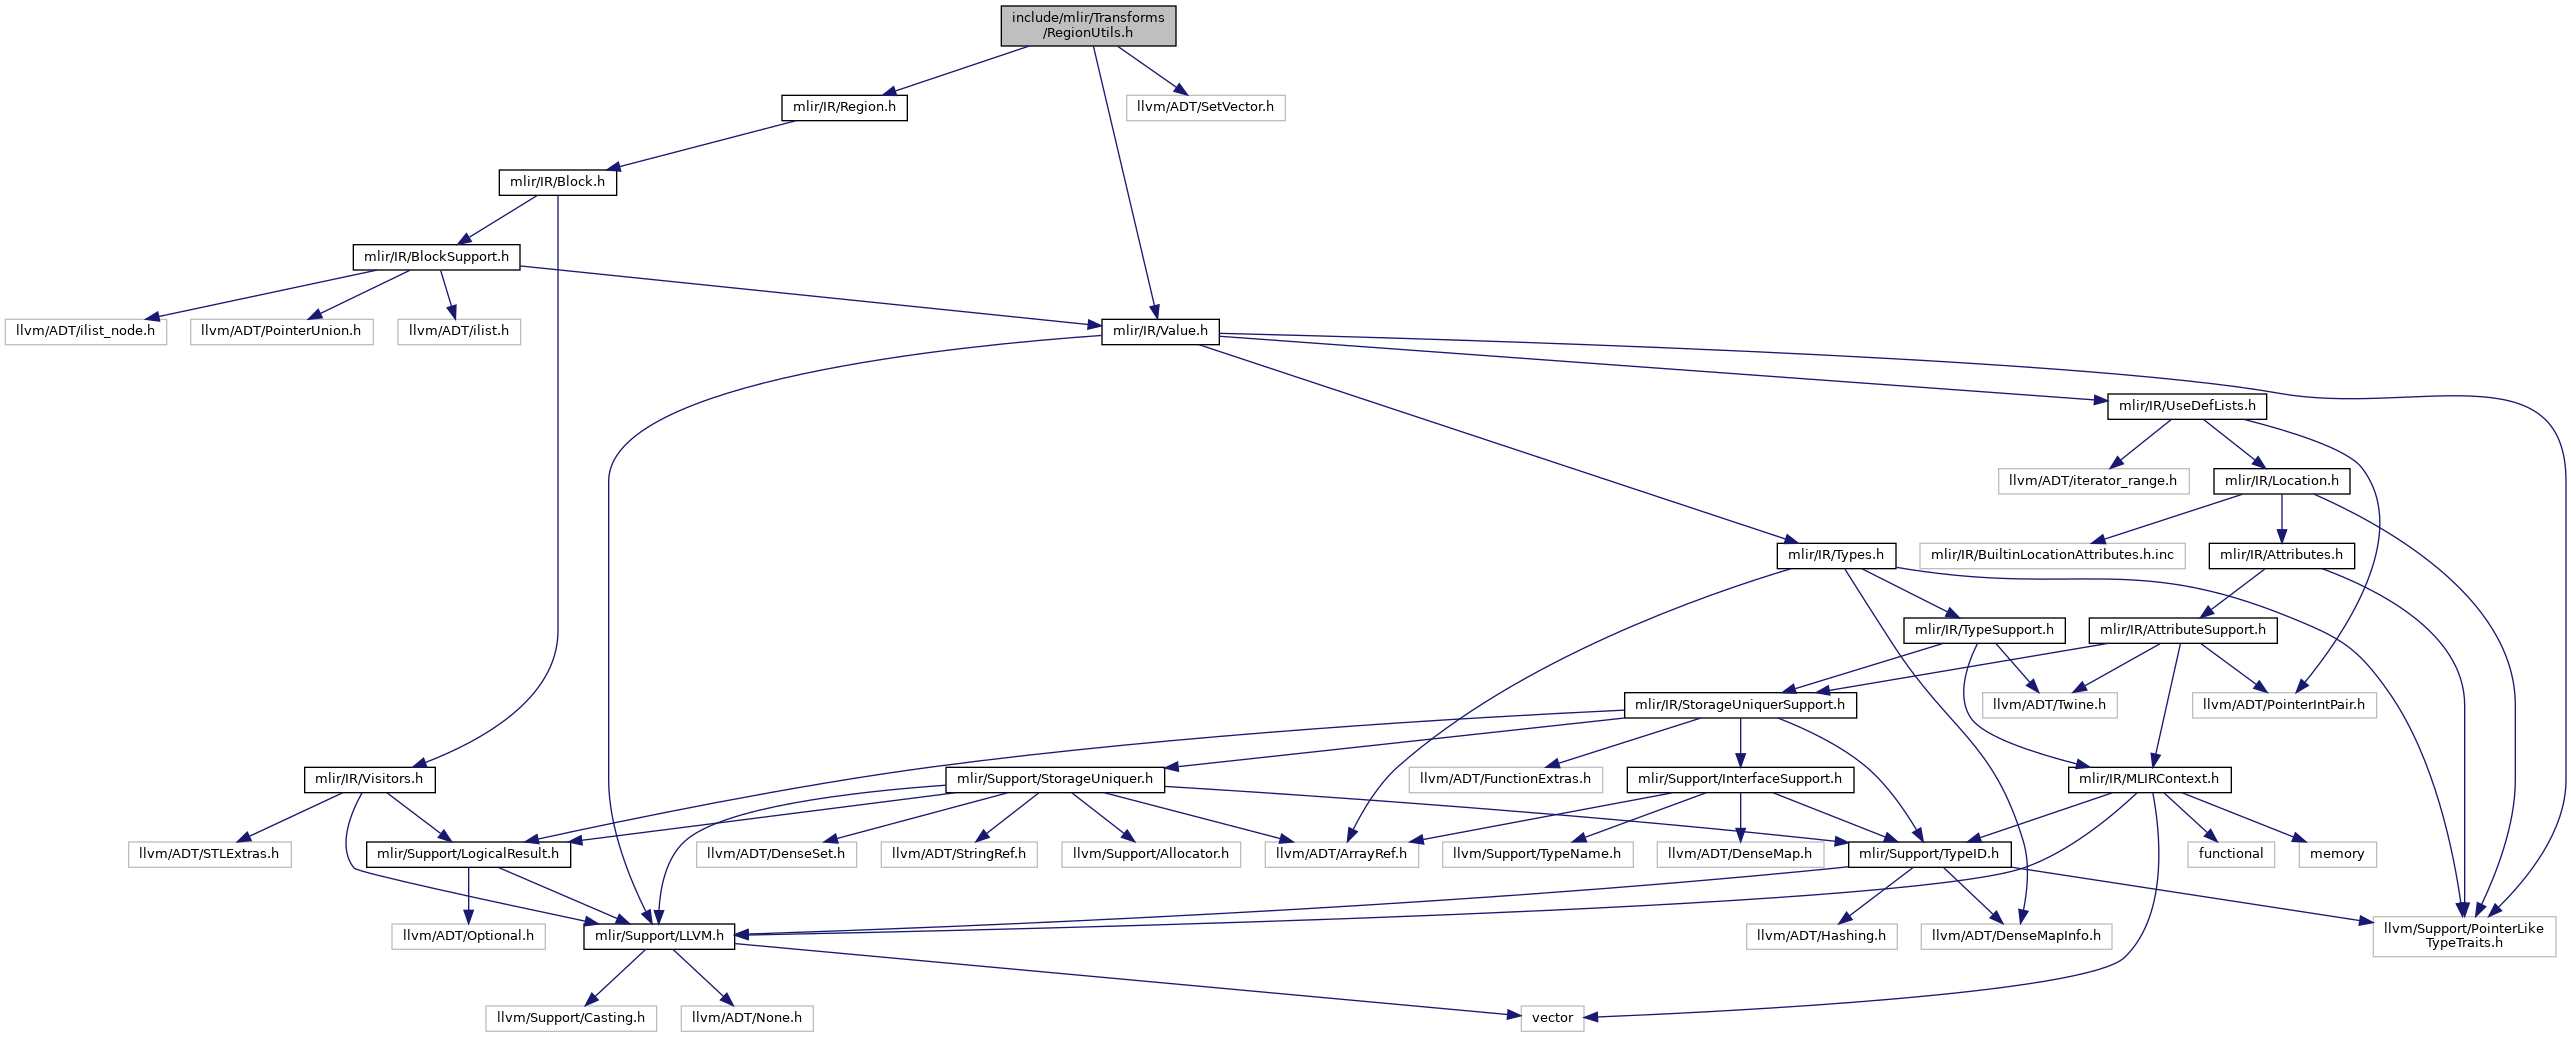 include/mlir/Transforms
/RegionUtils.h
mlir/IR/Region.h
llvm/ADT/SetVector.h
mlir/IR/Block.h
mlir/IR/BlockSupport.h
llvm/ADT/ilist_node.h
llvm/ADT/PointerUnion.h
llvm/ADT/ilist.h
mlir/IR/Value.h
mlir/IR/UseDefLists.h
llvm/ADT/iterator_range.h
mlir/IR/Location.h
mlir/IR/Types.h
mlir/IR/BuiltinLocationAttributes.h.inc
mlir/IR/Attributes.h
mlir/IR/TypeSupport.h
mlir/IR/AttributeSupport.h
mlir/IR/StorageUniquerSupport.h
llvm/ADT/Twine.h
llvm/ADT/PointerIntPair.h
mlir/IR/Visitors.h
mlir/Support/StorageUniquer.h
llvm/ADT/FunctionExtras.h
mlir/Support/InterfaceSupport.h
mlir/IR/MLIRContext.h
llvm/ADT/STLExtras.h
mlir/Support/LogicalResult.h
llvm/ADT/DenseSet.h
llvm/ADT/StringRef.h
llvm/Support/Allocator.h
llvm/ADT/ArrayRef.h
llvm/Support/TypeName.h
llvm/ADT/DenseMap.h
mlir/Support/TypeID.h
functional
memory
llvm/ADT/Optional.h
mlir/Support/LLVM.h
llvm/ADT/Hashing.h
llvm/ADT/DenseMapInfo.h
llvm/Support/PointerLike
TypeTraits.h
llvm/Support/Casting.h
llvm/ADT/None.h
vector